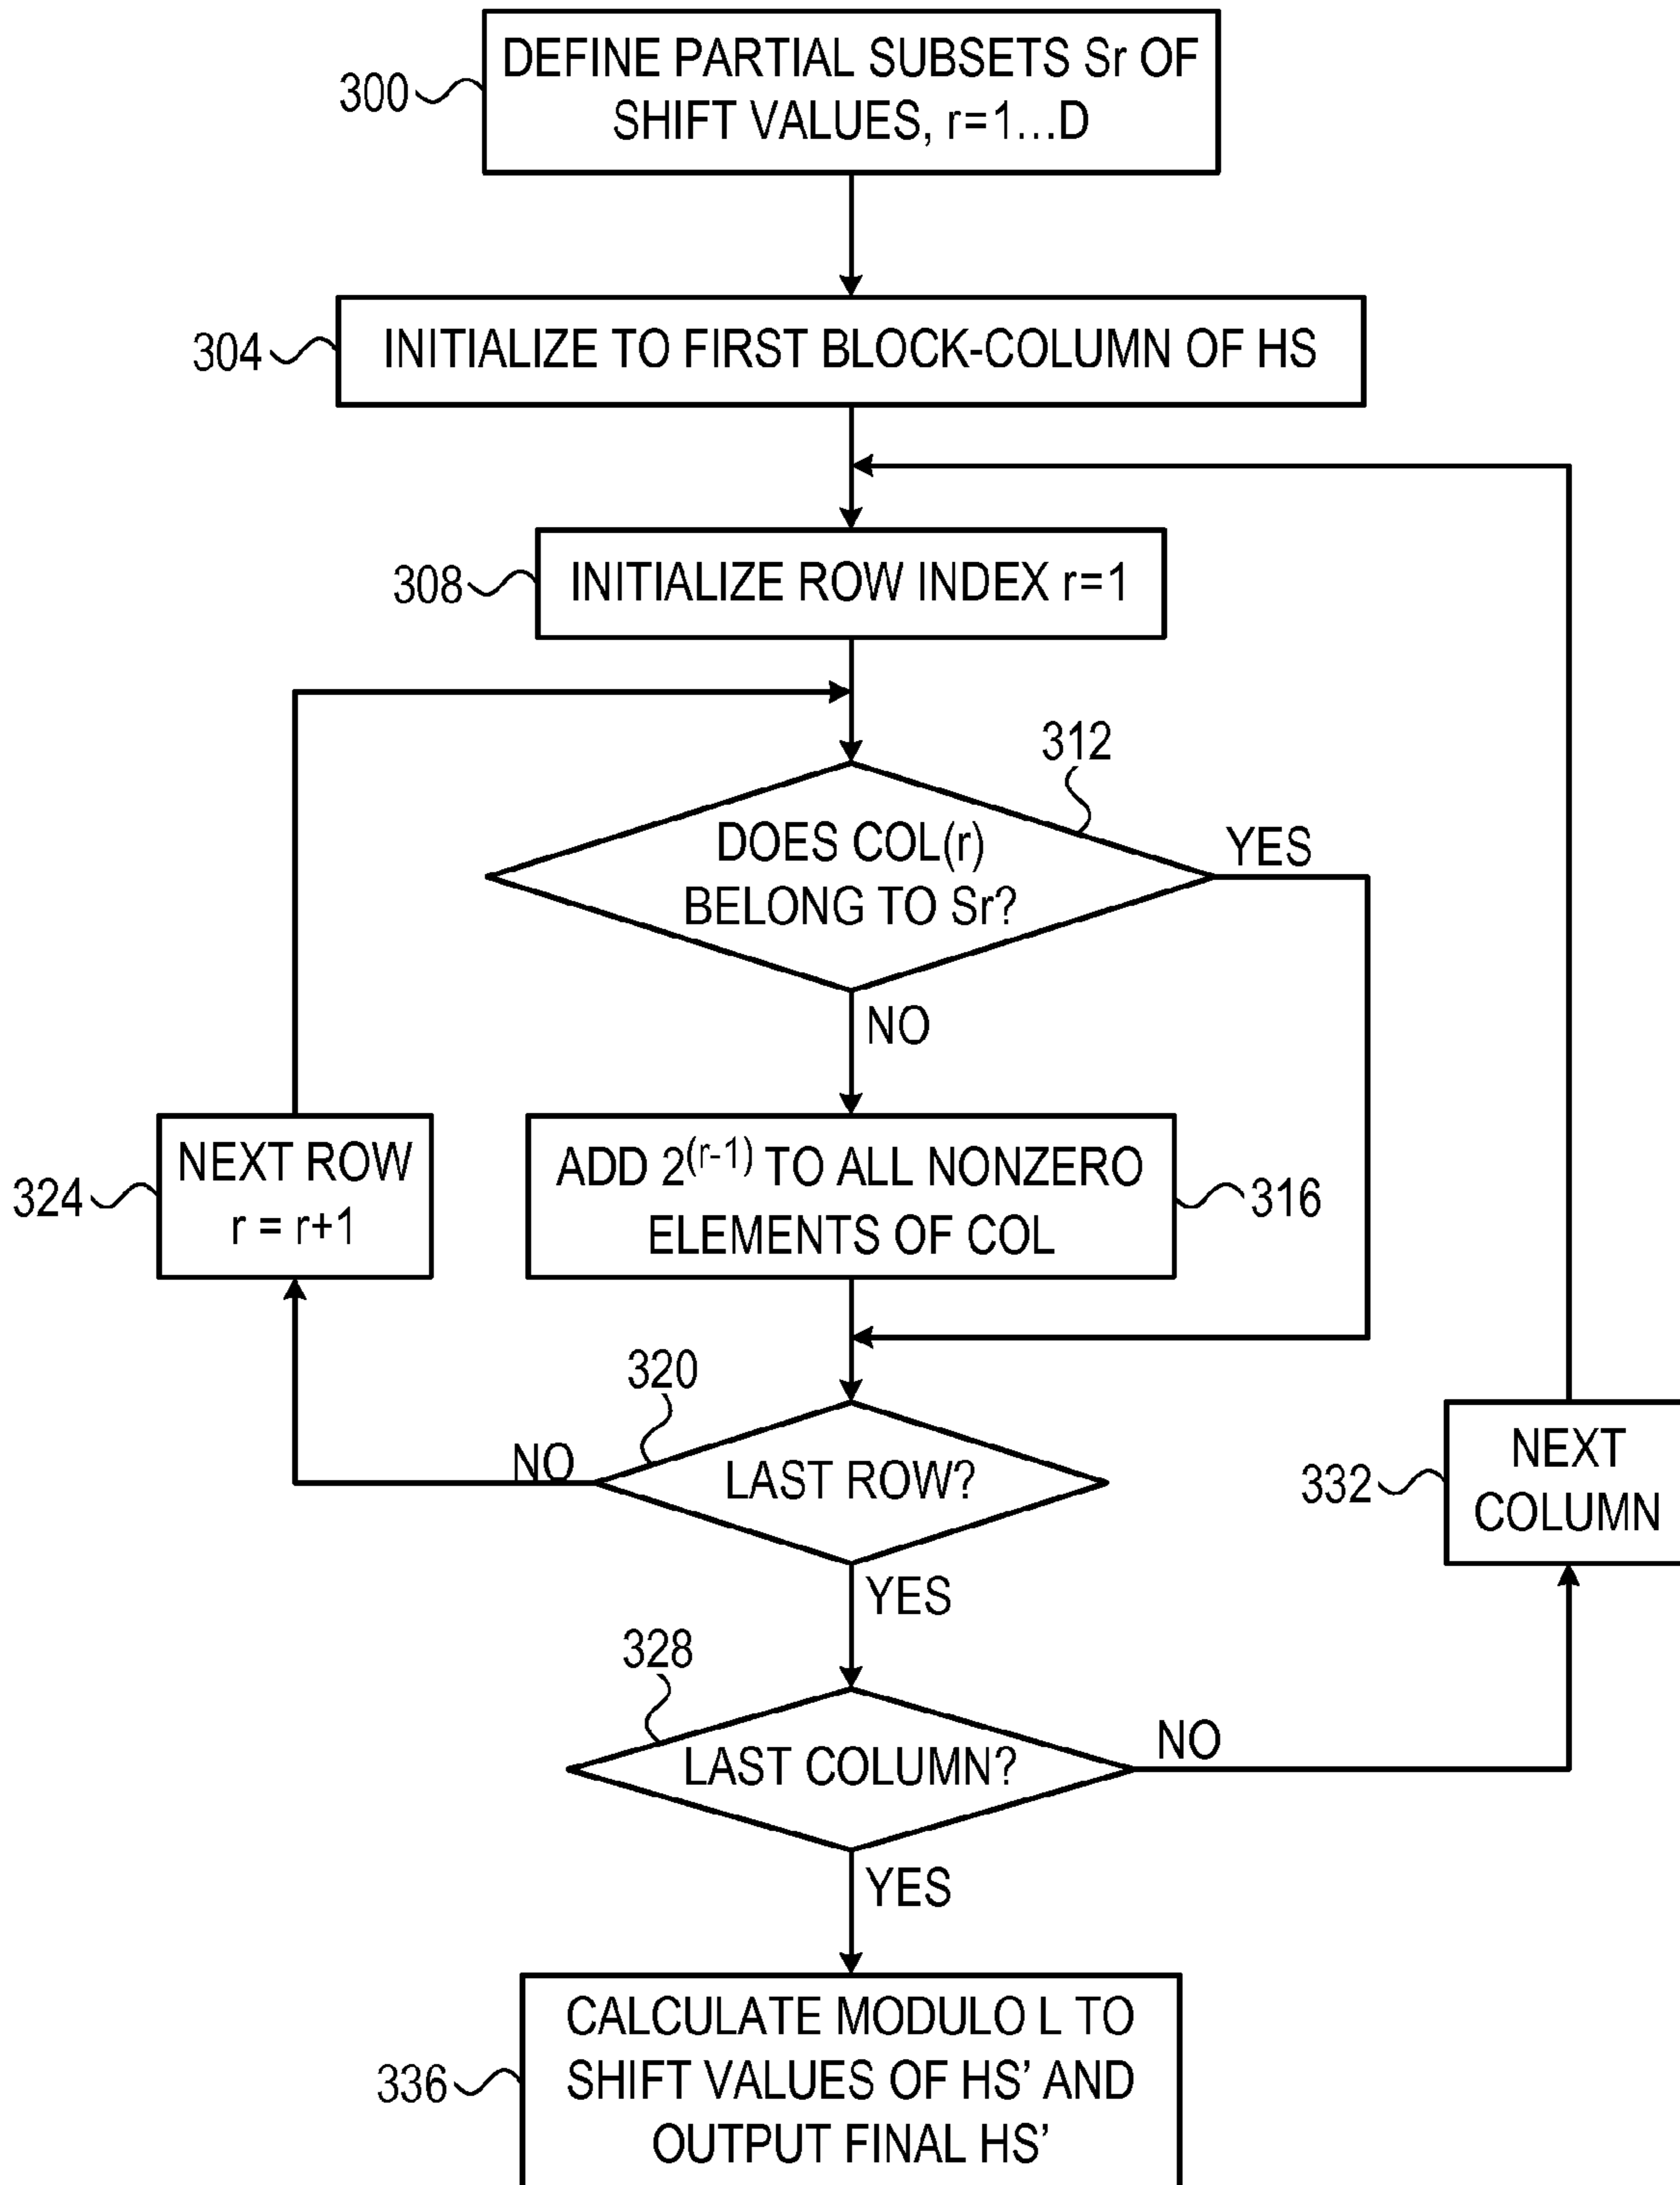 300
DEFINE PARTIAL SUBSETS Sr OF
SHIFT VALUES, r=1...D
304
INITIALIZE TO FIRST BLOCK-COLUMN OF HS
308
INITIALIZE ROW INDEX r=1
312
DOES COL(r)
BELONG TO Sr?
YES
NO
324
NEXT ROW
r = r+1
ADD 2^(r-1) TO ALL NONZERO
ELEMENTS OF COL
316
320
LAST ROW?
NO
YES
332
NEXT
COLUMN
328
LAST COLUMN?
NO
YES
336
CALCULATE MODULO L TO
SHIFT VALUES OF HS’ AND
OUTPUT FINAL HS’